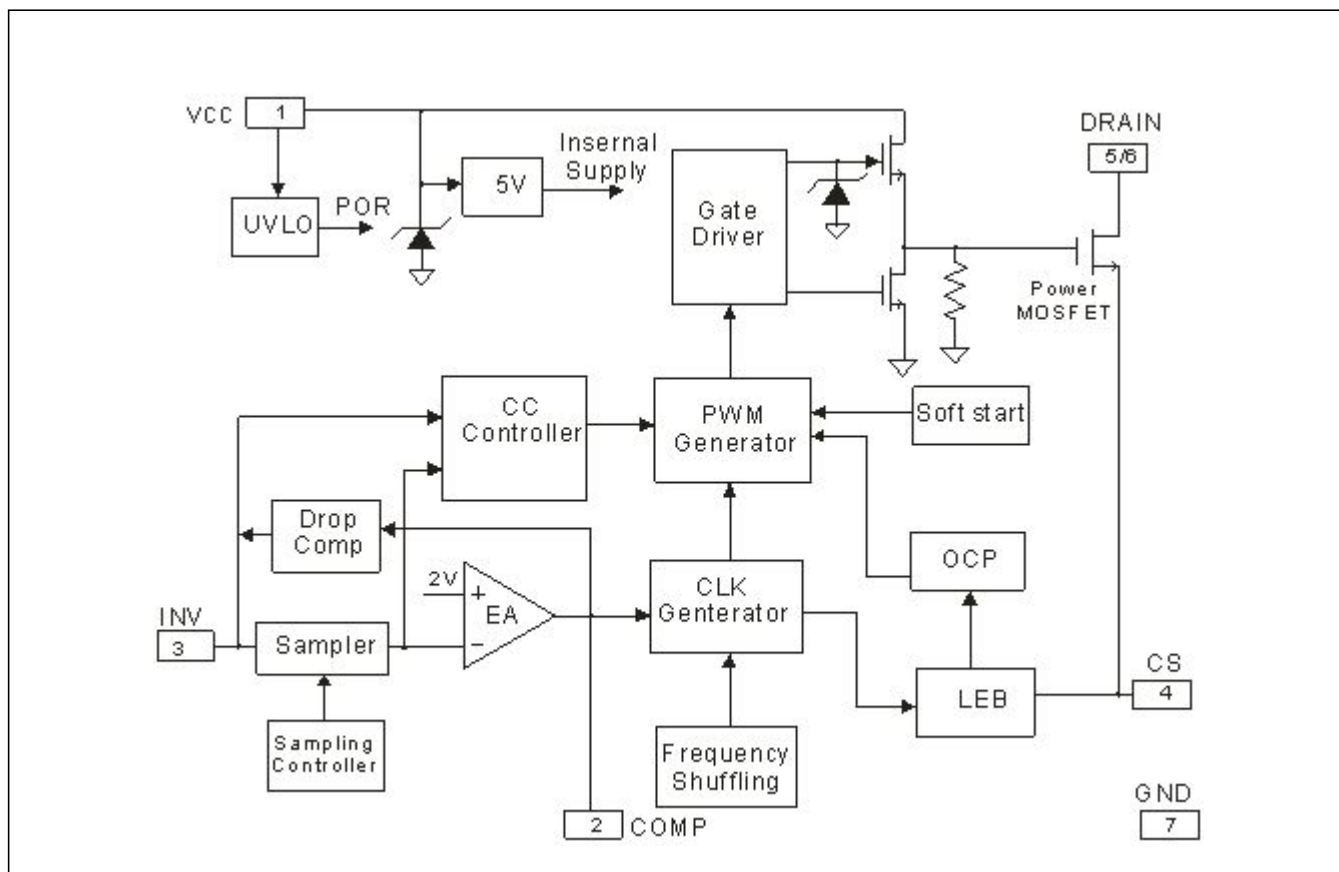 VCC
1
DRAIN
5/6
Insernal
Supply
5V
POR
UVLO
Gate
Driver
Power
MOSFET
CC
Controller
PWM
Generator
Soft start
Drop
Comp
OCP
2V
+
EA
-
CLK
Genterator
INV
3
Sampler
CS
4
LEB
Sampling
Controller
Frequency
Shuffling
GND
7
2
COMP